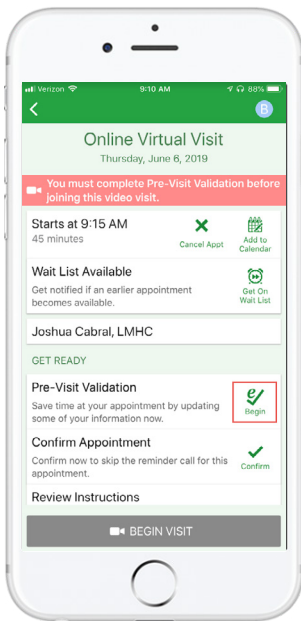 Verizon 9:10 AM 88%
B
Online Virtual Visit
Thursday, June 6, 2019
You must complete Pre-Visit Validation before
joining this video visit.
Starts at 9:15 AM
45 minutes
Cancel Appt
Add to
Calendar
Wait List Available
Get notified if an earlier appointment
becomes available.
Get On
Wait List
Joshua Cabral, LMHC
GET READY
Pre-Visit Validation
Save time at your appointment by updating
some of your information now.
Begin
Confirm Appointment
Confirm now to skip the reminder call for this
appointment.
Confirm
Review Instructions
BEGIN VISIT